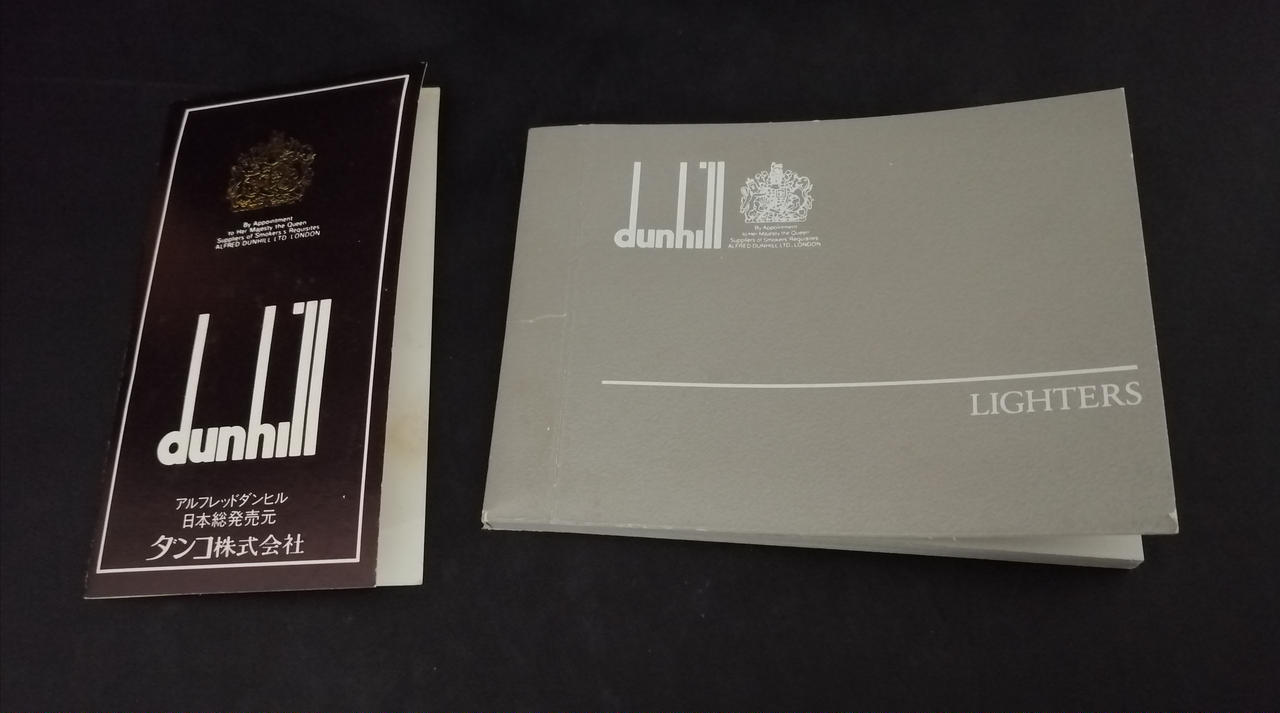 By Appointment
to Her Majesty the Queen
Suppliers of Smoker's Requisites
ALFRED DUNHILL LTD. LONDON
dunhill
アルフレッドダンヒル
日本総発売元
ダンコ株式会社
dunhill
By Appointment
to Her Majesty the Queen
Suppliers of Smoker's Requisites
ALFRED DUNHILL LTD. LONDON
LIGHTERS